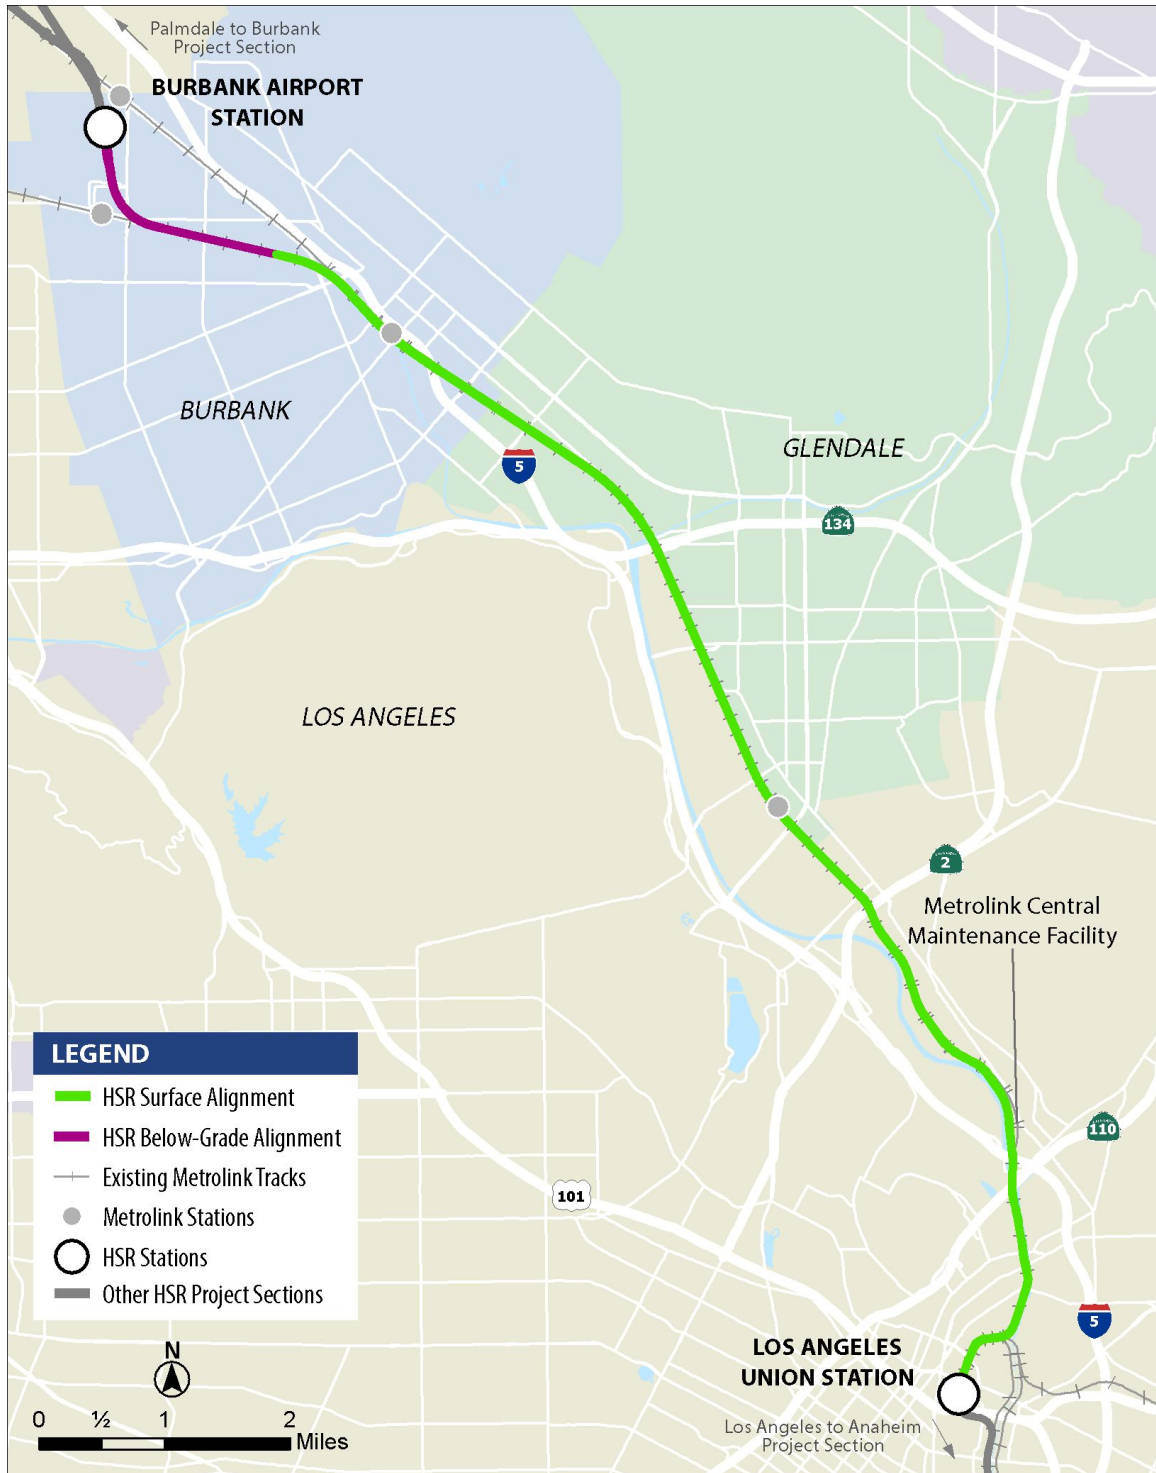 Palmdale to Burbank
Project Section
BURBANK AIRPORT
STATION
BURBANK
GLENDALE
5
134
LOS ANGELES
2
Metrolink Central
Maintenance Facility
LEGEND
HSR Surface Alignment
HSR Below-Grade Alignment
Existing Metrolink Tracks
Metrolink Stations
HSR Stations
Other HSR Project Sections
110
101
5
N
0 ½ 1 2
Miles
LOS ANGELES
UNION STATION
Los Angeles to Anaheim
Project Section